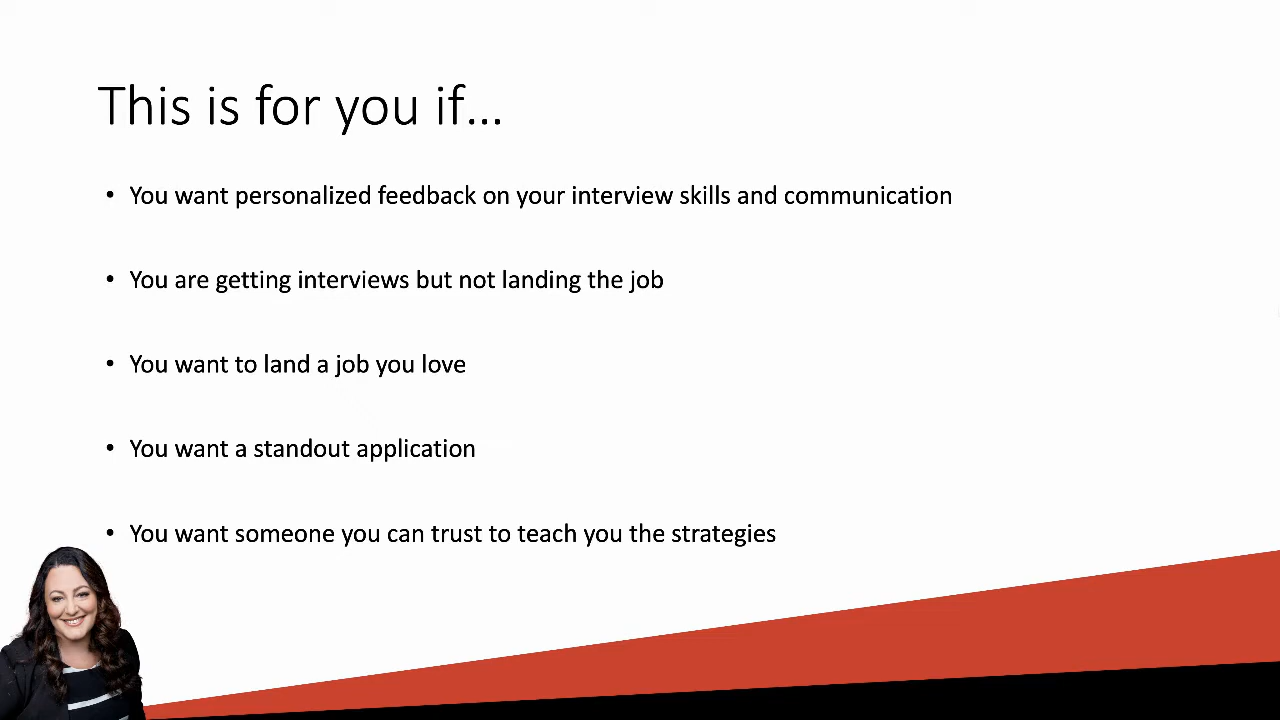 This is for you if...
• You want personalized feedback on your interview skills and communication
• You are getting interviews but not landing the job
• You want to land a job you love
• You want a standout application
• You want someone you can trust to teach you the strategies